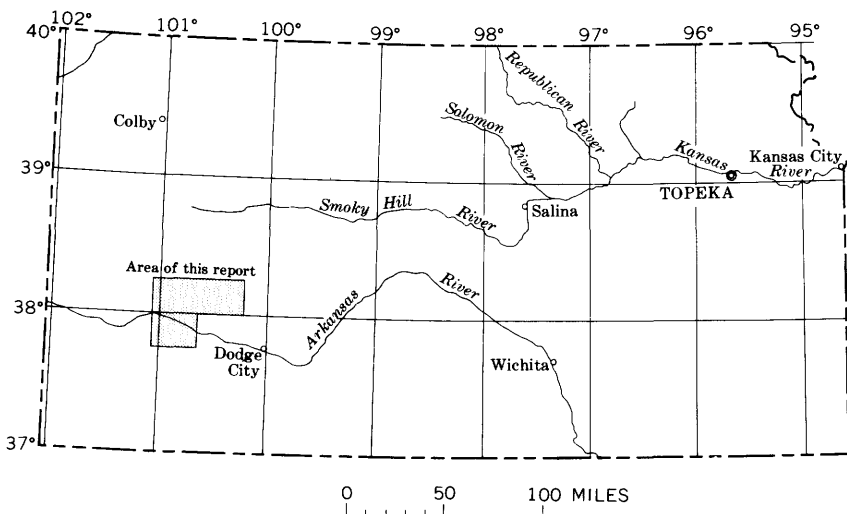 102°
101°
100°
99°
98°
97°
96°
95°
40°
Republican
River
Solomon
River
Colby
Kansas
River
Kansas City
39°
TOPEKA
Smoky Hill River
Salina
Area of this report
38°
Arkansas
River
Dodge
City
Wichita
37°
0 50 100 MILES